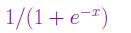 1/(1 + e⁻ˣ)